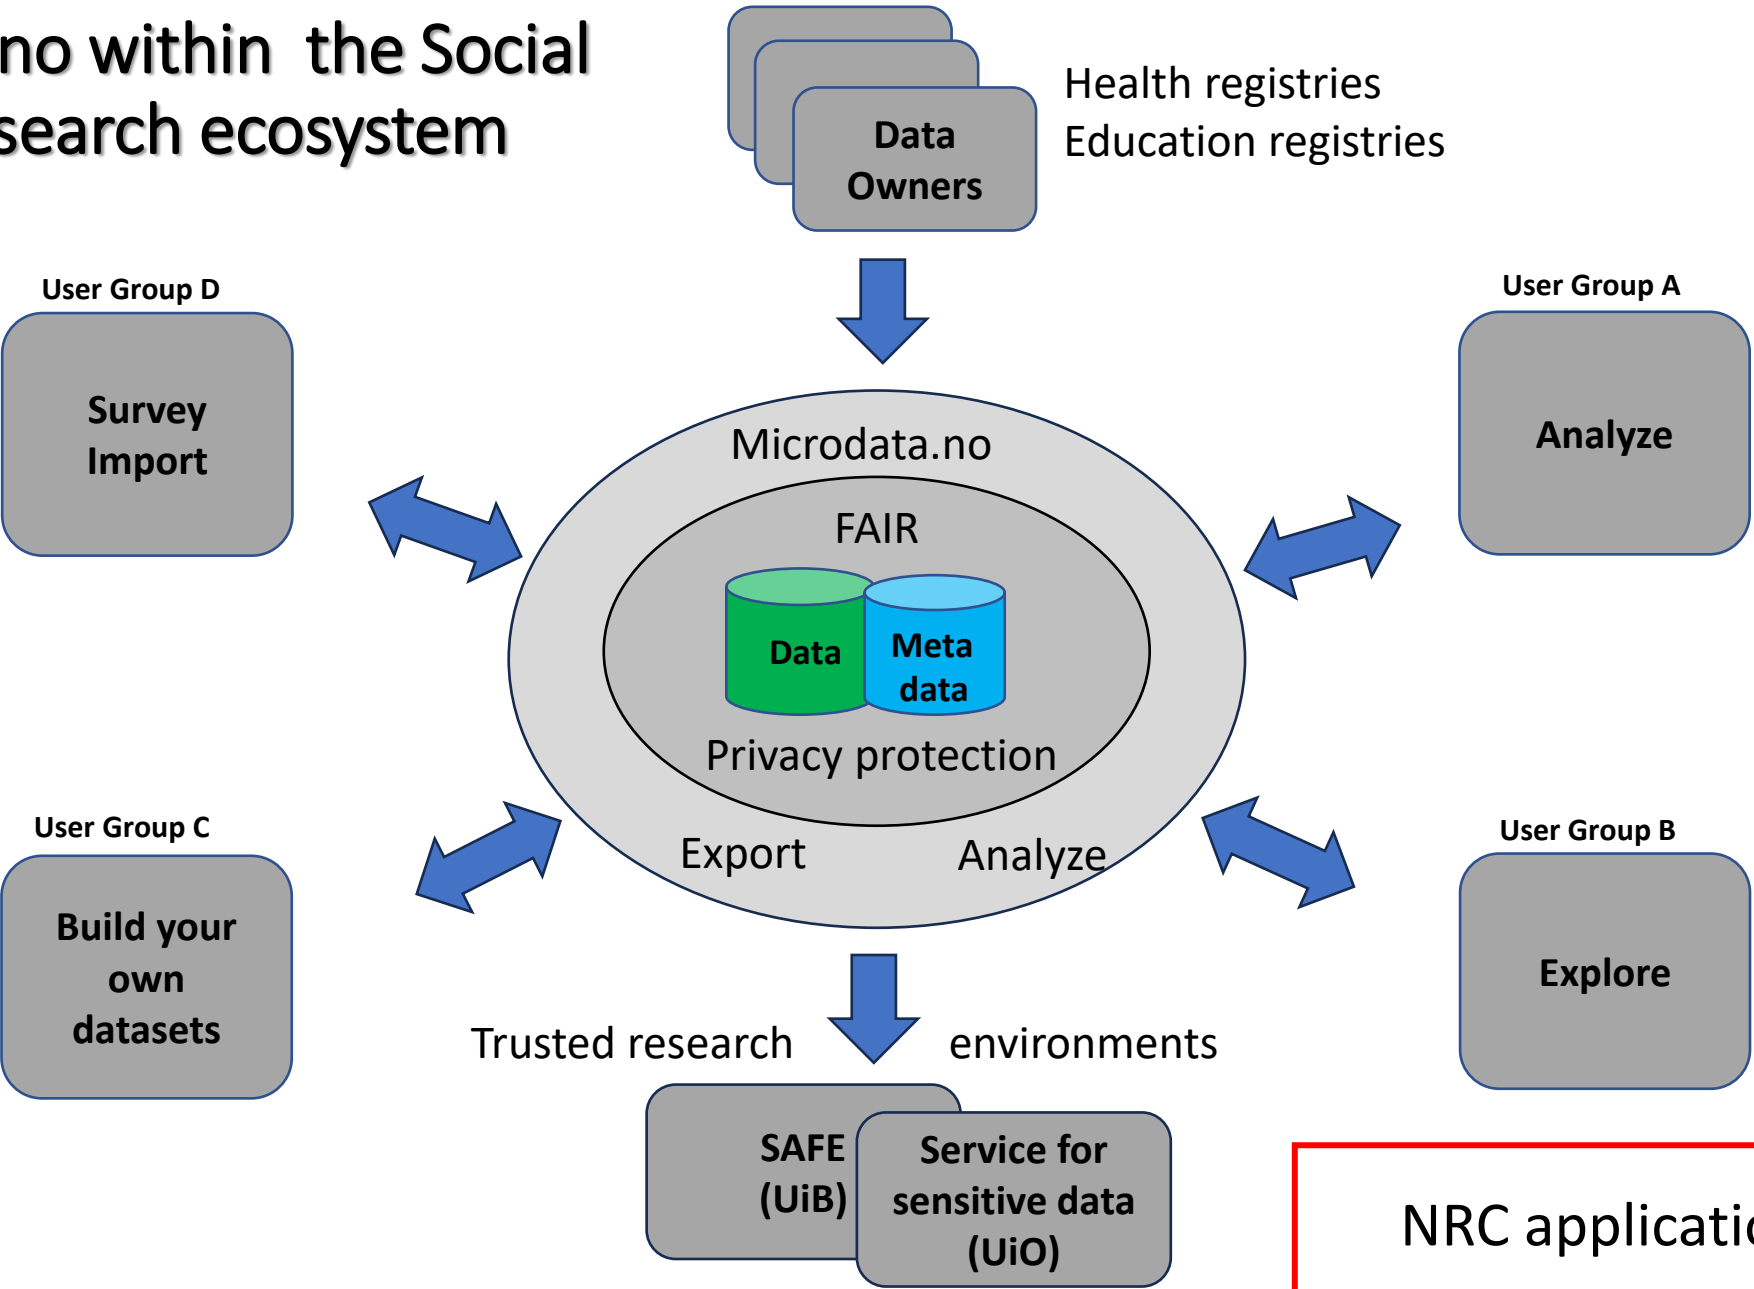 no within the Social
search ecosystem
Data
Owners
Health registries
Education registries
User Group D
Survey
Import
User Group A
Analyze
Microdata.no
FAIR
Data
Meta
data
Privacy protection
Export
Analyze
User Group C
Build your
own
datasets
User Group B
Explore
Trusted research environments
SAFE
(UiB)
Service for
sensitive data
(UiO)
NRC applicatio